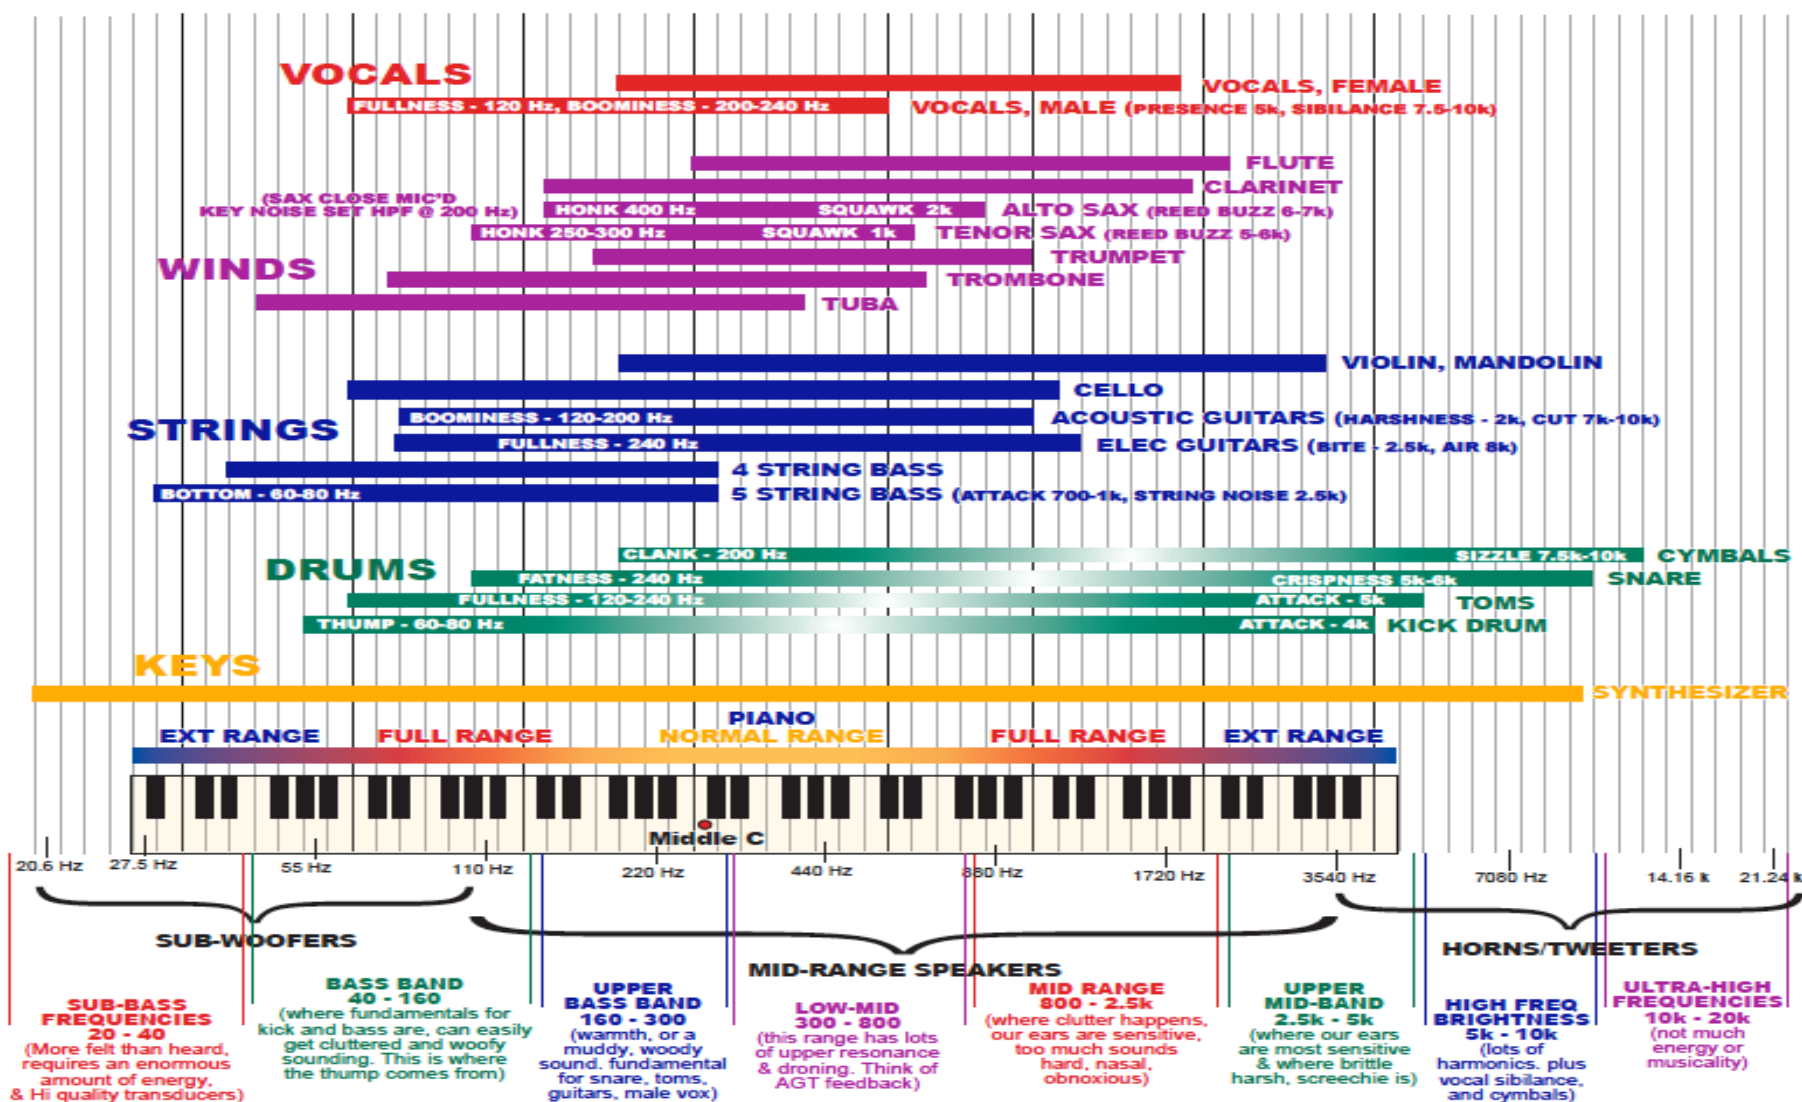 VOCALS
VOCALS, FEMALE
FULLNESS - 120 Hz, BOOMINESS - 200-240 Hz
VOCALS, MALE (PRESENCE 5k, SIBILANCE 7.5-10k)
FLUTE
CLARINET
(SAX CLOSE MIC'D
KEY NOISE SET HPF @ 200 Hz)
HONK 400 Hz
SQUAWK 2k
ALTO SAX (REED BUZZ 6-7k)
HONK 250-300 Hz
SQUAWK 1k
TENOR SAX (REED BUZZ 5-6k)
TRUMPET
WINDS
TROMBONE
TUBA
VIOLIN, MANDOLIN
CELLO
BOOMINESS - 120-200 Hz
ACOUSTIC GUITARS (HARSHNESS - 2k, CUT 7k-10k)
STRINGS
FULLNESS - 240 Hz
ELEC GUITARS (BITE - 2.5k, AIR 8k)
4 STRING BASS
BOTTOM - 60-80 Hz
5 STRING BASS (ATTACK 700-1k, STRING NOISE 2.5k)
CLANK - 200 Hz
SIZZLE 7.5k-10k
CYMBALS
DRUMS
FATNESS - 240 Hz
CRISPNESS 5k-6k
SNARE
FULLNESS - 120-240 Hz
ATTACK - 5k
TOMS
THUMP - 60-80 Hz
ATTACK - 4k
KICK DRUM
KEYS
SYNTHESIZER
PIANO
EXT RANGE
FULL RANGE
NORMAL RANGE
FULL RANGE
EXT RANGE
Middle C
20.6 Hz
27.5 Hz
55 Hz
110 Hz
220 Hz
440 Hz
880 Hz
1720 Hz
3540 Hz
7080 Hz
14.16 k
21.24 k
SUB-WOOFERS
MID-RANGE SPEAKERS
HORNS/TWEETERS
SUB-BASS
FREQUENCIES
20 - 40
(More felt than heard,
requires an enormous
amount of energy,
& Hi quality transducers)
BASS BAND
40 - 160
(where fundamentals for
kick and bass are, can easily
get cluttered and woofy
sounding. This is where
the thump comes from)
UPPER
BASS BAND
160 - 300
(warmth, or a
muddy, woody
sound. fundamental
for snare, toms,
guitars, male vox)
LOW-MID
300 - 800
(this range has lots
of upper resonance
& droning. Think of
AGT feedback)
MID RANGE
800 - 2.5k
(where clutter happens,
our ears are sensitive,
too much sounds
hard, nasal,
obnoxious)
UPPER
MID-BAND
2.5k - 5k
(where our ears
are most sensitive
& where brittle
harsh, screechie is)
HIGH FREQ
BRIGHTNESS
5k - 10k
(lots of
harmonics. plus
vocal sibilance,
and cymbals)
ULTRA-HIGH
FREQUENCIES
10k - 20k
(not much
energy or
musicality)